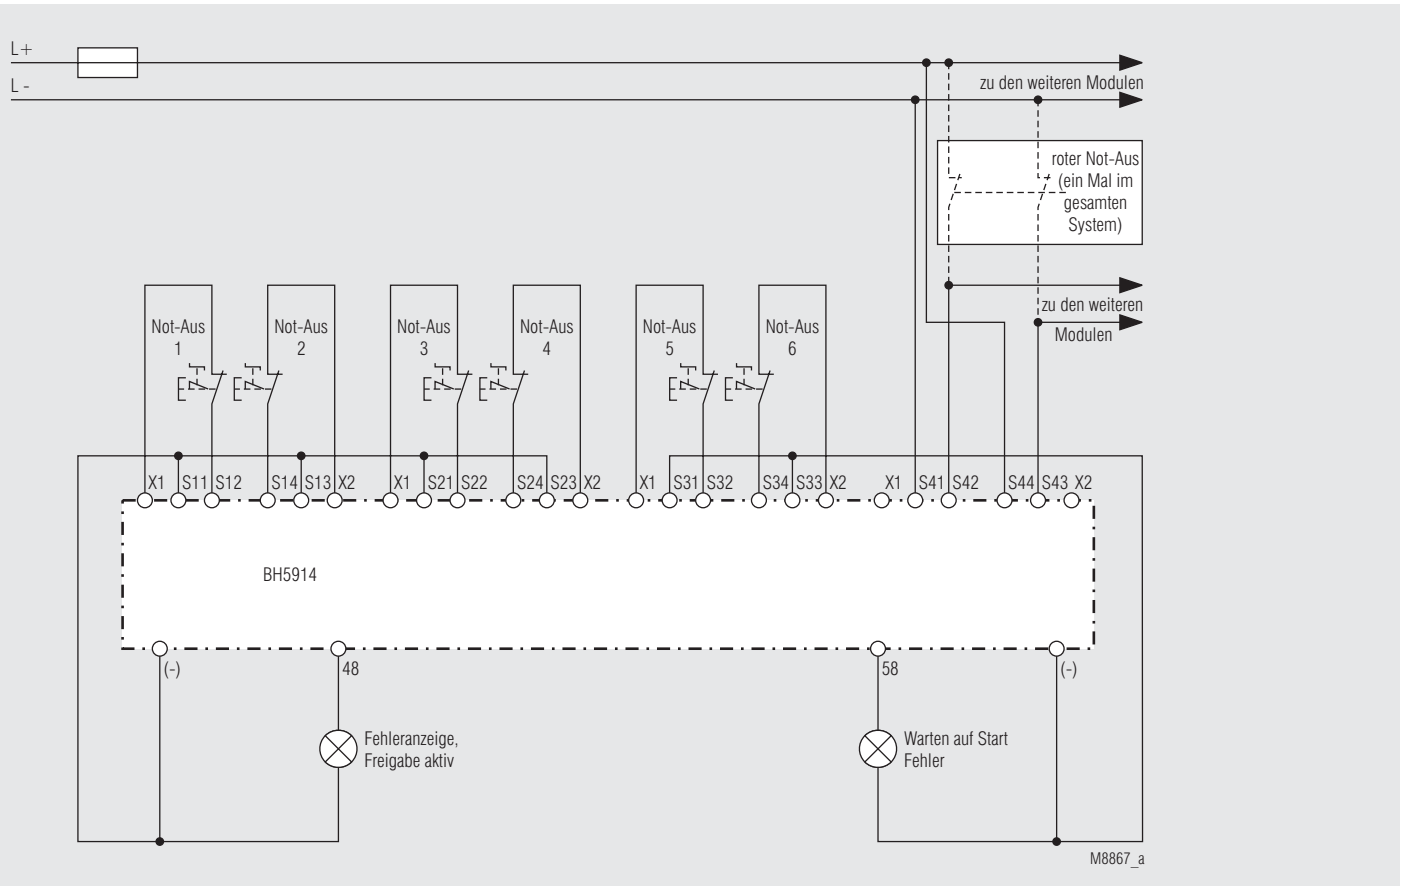 L+
L -
zu den weiteren Modulen
roter Not-Aus
(ein Mal im
gesamten
System)
zu den weiteren
Modulen
Not-Aus
1
Not-Aus
2
Not-Aus
3
Not-Aus
4
Not-Aus
5
Not-Aus
6
X1 S11 S12 S14 S13 X2 X1 S21 S22 S24 S23 X2 X1 S31 S32 S34 S33 X2 X1 S41 S42 S44 S43 X2
BH5914
(-) 48 58 (-)
Fehleranzeige,
Freigabe aktiv
Warten auf Start
Fehler
M8867_a